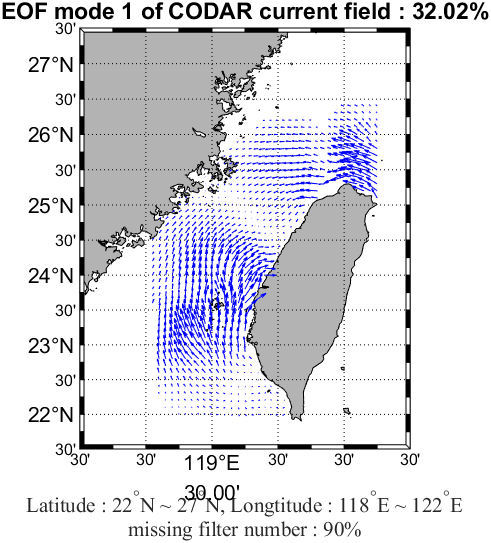 EOF mode 1 of CODAR current field : 32.02%
30'
27°N
30'
26°N
30'
25°N
30'
24°N
30'
23°N
30'
22°N
30'
30' 30' 119°E 30' 30' 30'
30.00'
Latitude : 22°N ~ 27°N, Longtitude : 118°E ~ 122°E
missing filter number : 90%